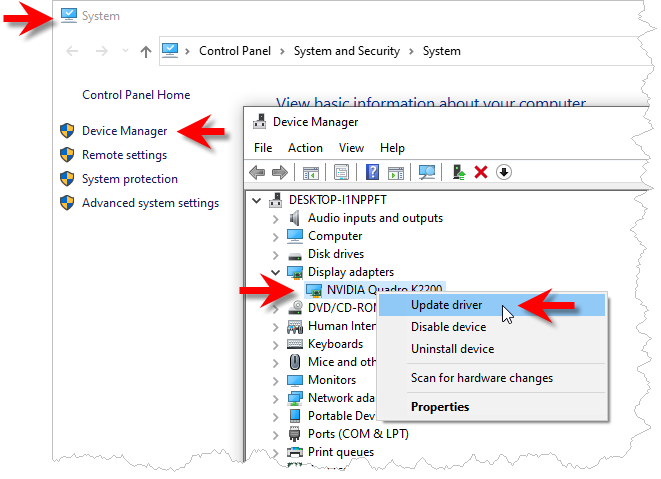 System
Control Panel > System and Security > System
Control Panel Home
Device Manager
Remote settings
System protection
Advanced system settings
View basic information about your computer
Device Manager
File Action View Help
DESKTOP-I1NPPFT
Audio inputs and outputs
Computer
Disk drives
Display adapters
NVIDIA Quadro K2200
DVD/CD-ROM
Human Inter
Keyboards
Mice and oth
Monitors
Network ada
Portable Dev
Ports (COM & LPT)
Print queues
Update driver
Disable device
Uninstall device
Scan for hardware changes
Properties